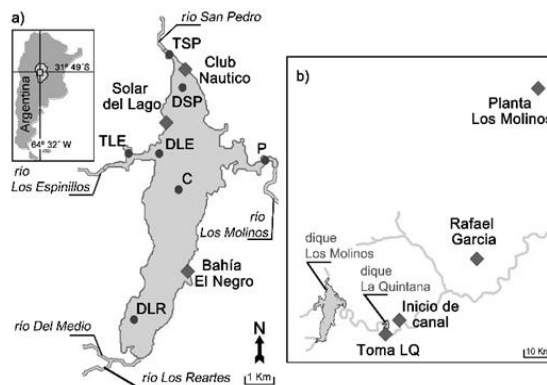 a)
río San Pedro
TSP
Club
Nautico
Argentina
31º 49´S
64º 32´ W
Solar
del Lago
DSP
TLE
DLE
P
río
Los Espinillos
C
río
Los Molinos
Bahía
El Negro
DLR
río Del Medio
río Los Reartes
N
1 Km
b)
Planta
Los Molinos
Rafael
Garcia
dique
Los Molinos
dique
La Quintana
Inicio de
canal
Toma LQ
10 Km